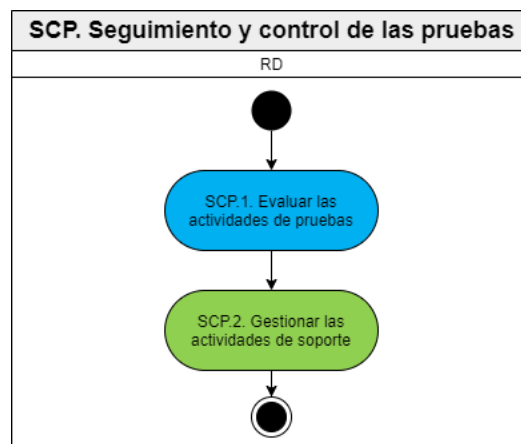 SCP. Seguimiento y control de las pruebas
RD
SCP.1. Evaluar las
actividades de pruebas
SCP.2. Gestionar las
actividades de soporte